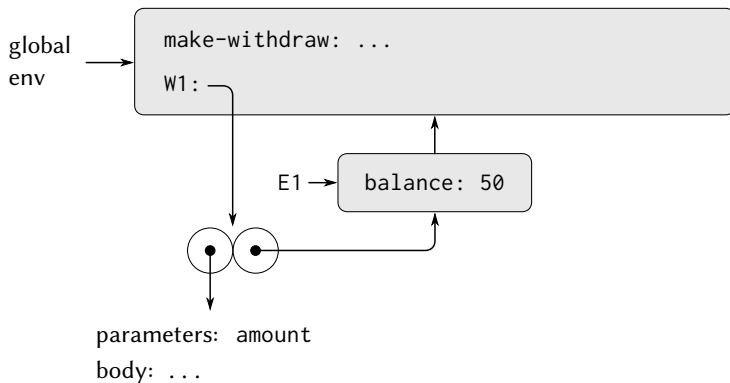 global
env
make-withdraw: ...
W1:
E1
balance: 50
parameters: amount
body: ...